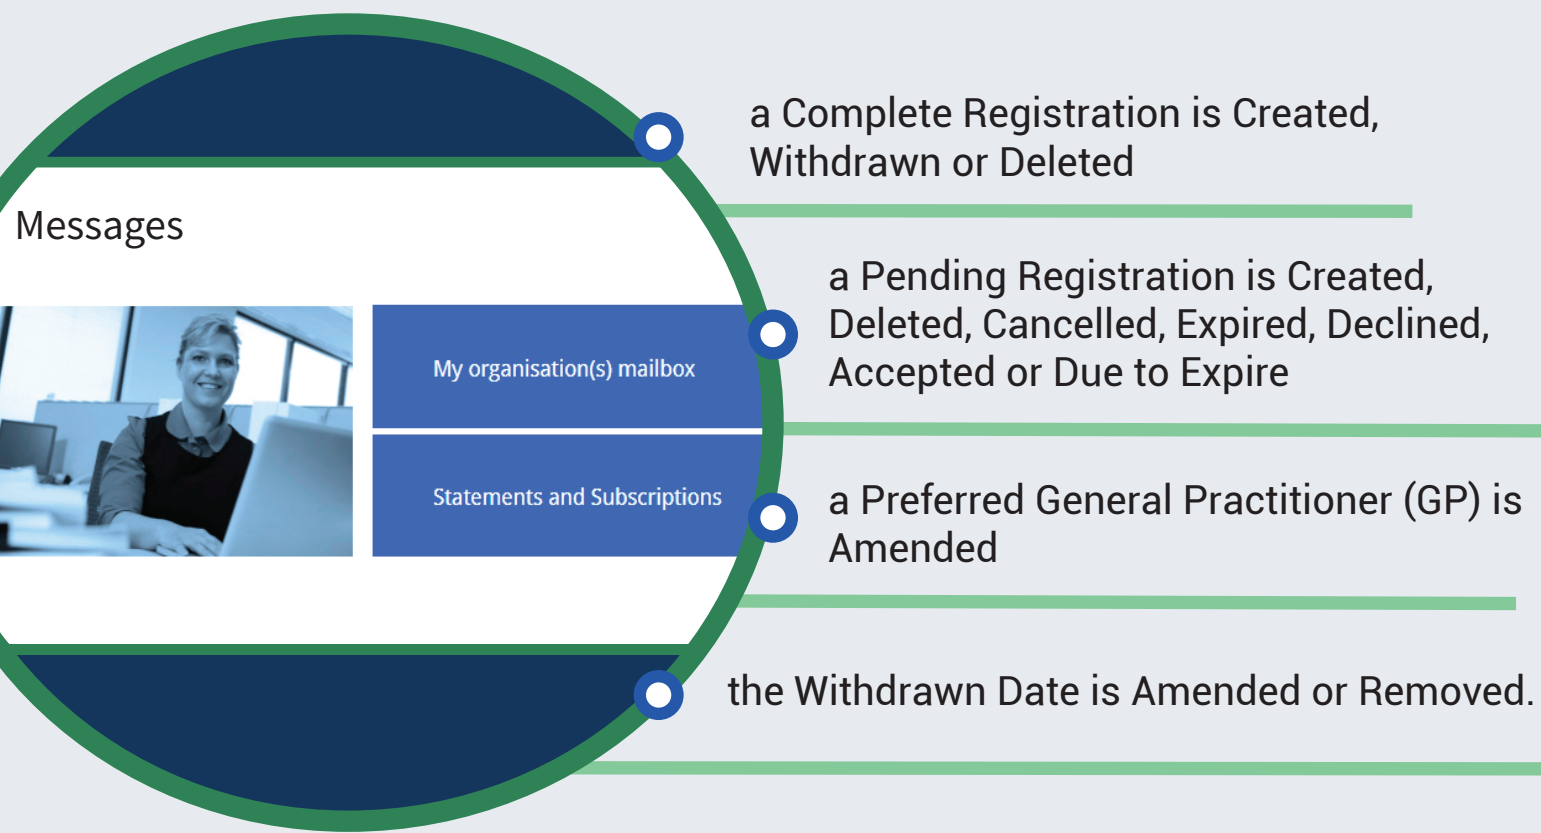 a Complete Registration is Created,
Withdrawn or Deleted
Messages
a Pending Registration is Created,
Deleted, Cancelled, Expired, Declined,
Accepted or Due to Expire
My organisation(s) mailbox
Statements and Subscriptions
a Preferred General Practitioner (GP) is
Amended
the Withdrawn Date is Amended or Removed.